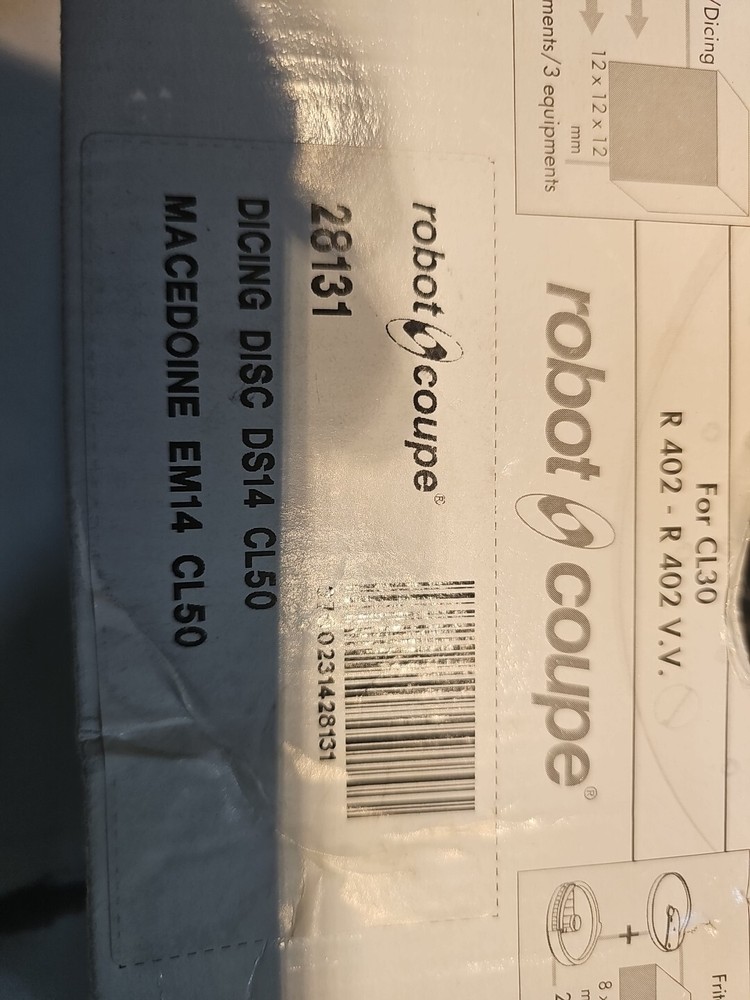 /Dicing
12 x 12 x 12
mm
ments/3 equipments
For CL30
R 402 - R 402 V.V.
robot coupe®
robot coupe®
28131
0231428131
DICING DISC DS14 CL50
MACEDOINE EM14 CL50
+
8